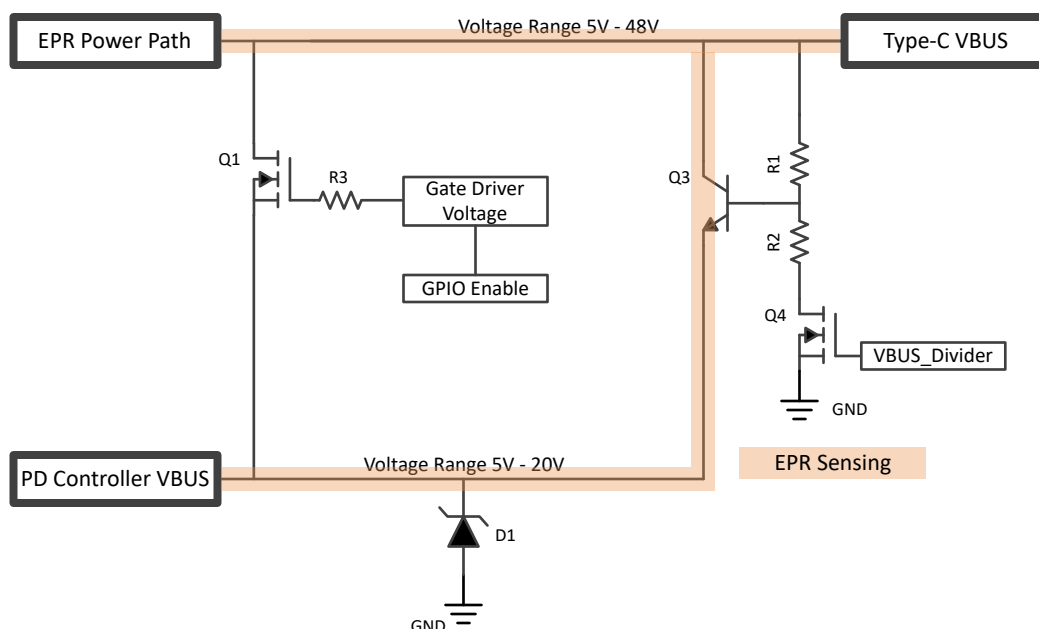 Voltage Range 5V - 48V
EPR Power Path
Type-C VBUS
Q1
R3
Gate Driver
Voltage
GPIO Enable
Q3
R1
R2
Q4
VBUS_Divider
GND
Voltage Range 5V - 20V
EPR Sensing
PD Controller VBUS
D1
GND